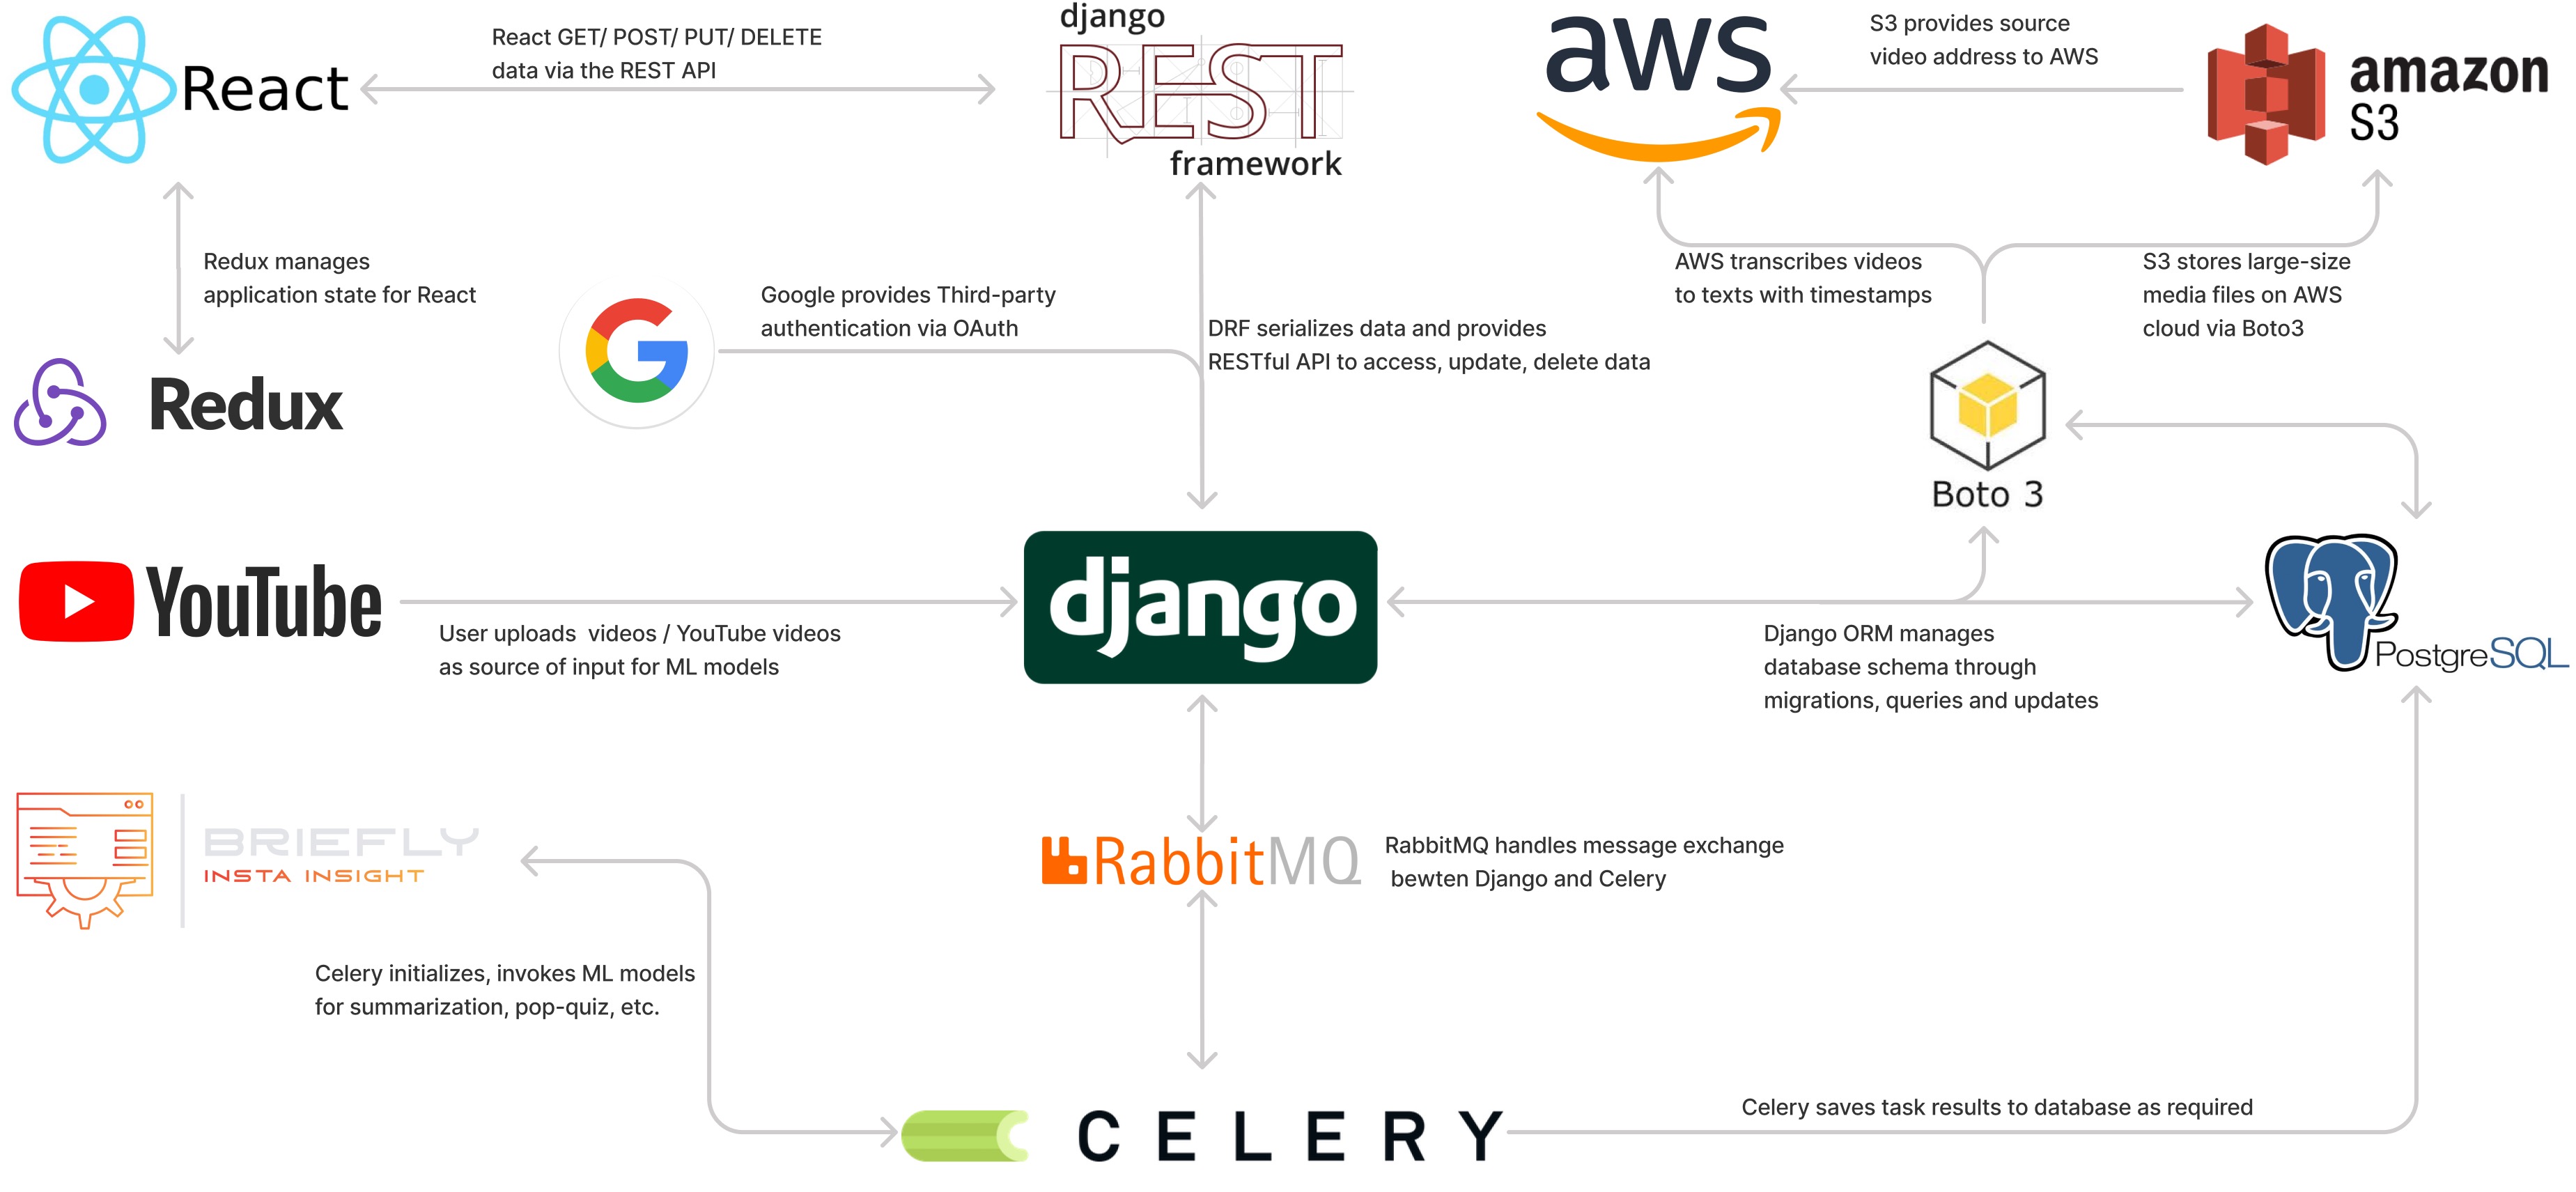 React
React GET/ POST/ PUT/ DELETE
data via the REST API
django
REST
framework
aws
S3 provides source
video address to AWS
amazon
S3
Redux manages
application state for React
Redux
Google provides Third-party
authentication via OAuth
DRF serializes data and provides
RESTful API to access, update, delete data
AWS transcribes videos
to texts with timestamps
S3 stores large-size
media files on AWS
cloud via Boto3
Boto 3
YouTube
User uploads  videos / YouTube videos
as source of input for ML models
django
Django ORM manages
database schema through
migrations, queries and updates
PostgreSQL
BRIEFLY
INSTA INSIGHT
RabbitMQ
RabbitMQ handles message exchange
bewten Django and Celery
Celery initializes, invokes ML models
for summarization, pop-quiz, etc.
CELERY
Celery saves task results to database as required